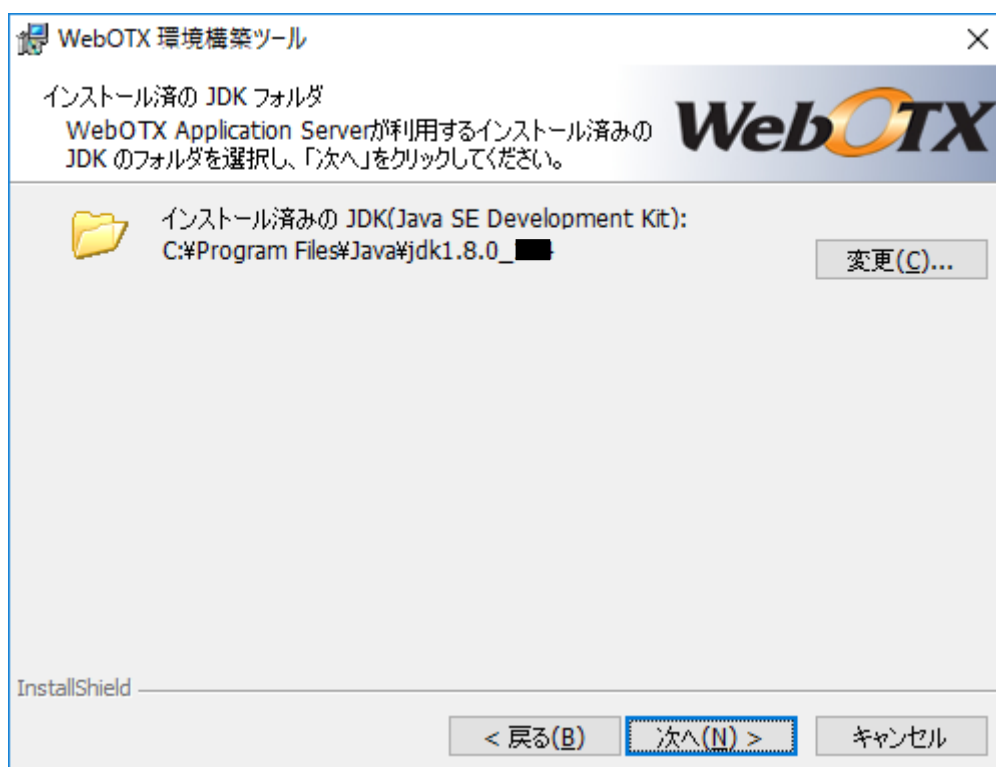 WebOTX 環境構築ツール
インストール済の JDK フォルダ
WebOTX Application Serverが利用するインストール済みの
JDK のフォルダを選択し、「次へ」をクリックしてください。
WebOTX
インストール済みの JDK(Java SE Development Kit):
C:¥Program Files¥Java¥jdk1.8.0_
変更(C)...
InstallShield
< 戻る(B)
次へ(N) >
キャンセル